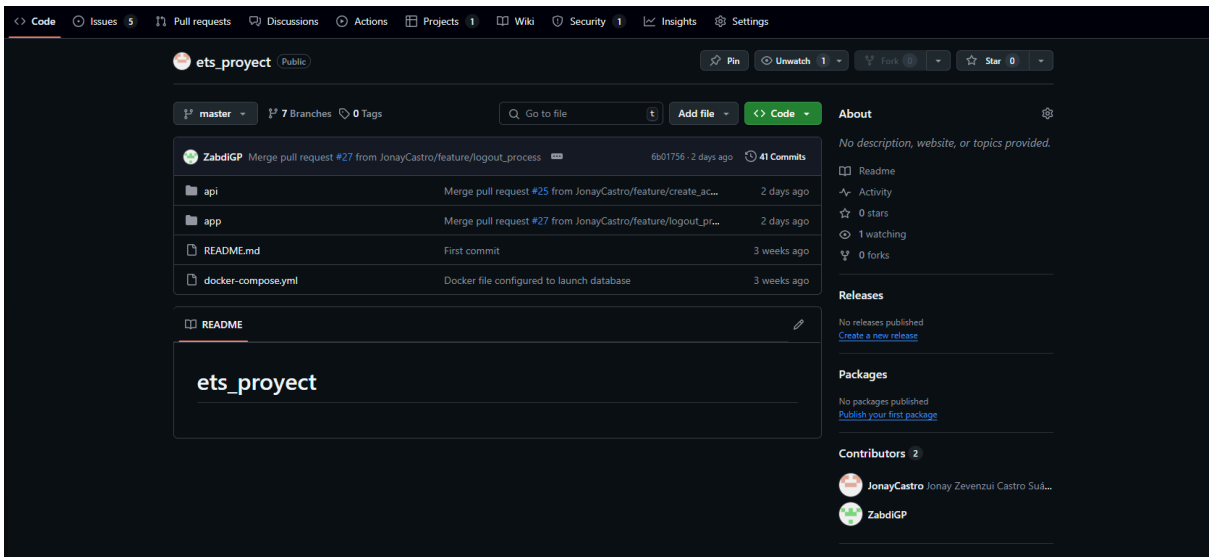 Code Issues 5 Pull requests Discussions Actions Projects 1 Wiki Security 1 Insights Settings
ets_proyect Public Pin Unwatch 1 Fork 0 Star 0
master 7 Branches 0 Tags Go to file t Add file Code
ZabdiGP Merge pull request #27 from JonayCastro/feature/logout_process 6b01756 · 2 days ago 41 Commits
api Merge pull request #25 from JonayCastro/feature/create_ac... 2 days ago
app Merge pull request #27 from JonayCastro/feature/logout_pr... 2 days ago
README.md First commit 3 weeks ago
docker-compose.yml Docker file configured to launch database 3 weeks ago
README
ets_proyect
About
No description, website, or topics provided.
Readme
Activity
0 stars
1 watching
0 forks
Releases
No releases published
Create a new release
Packages
No packages published
Publish your first package
Contributors 2
JonayCastro Jonay Zevenzui Castro Suá...
ZabdiGP